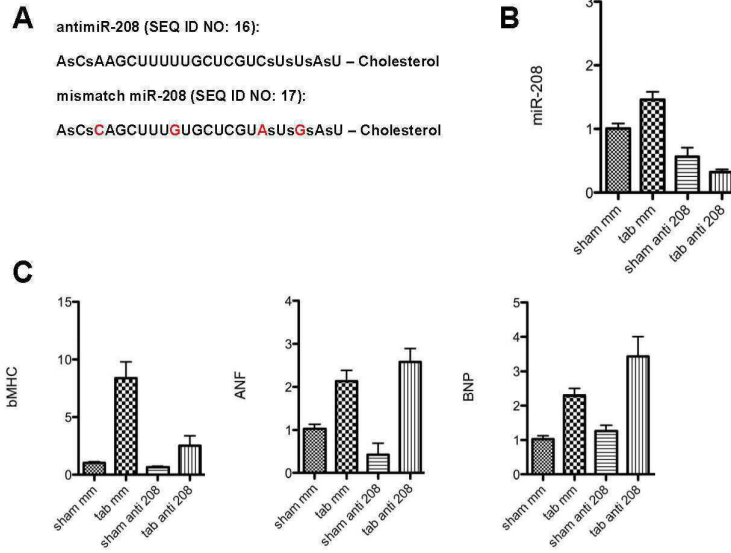 A
antimiR-208 (SEQ ID NO: 16):
AsCsAAGCUUUUUGCUCGUCsUsUsAsU – Cholesterol
mismatch miR-208 (SEQ ID NO: 17):
AsCsCAGCUUUGUGCUCGUAsUsGsAsU – Cholesterol
B
miR-208
3
2
1
0
sham mm
tab mm
sham anti 208
tab anti 208
C
bMHC
15
10
5
0
sham mm
tab mm
sham anti 208
tab anti 208
ANF
4
3
2
1
0
sham mm
tab mm
sham anti 208
tab anti 208
BNP
5
4
3
2
1
0
sham mm
tab mm
sham anti 208
tab anti 208